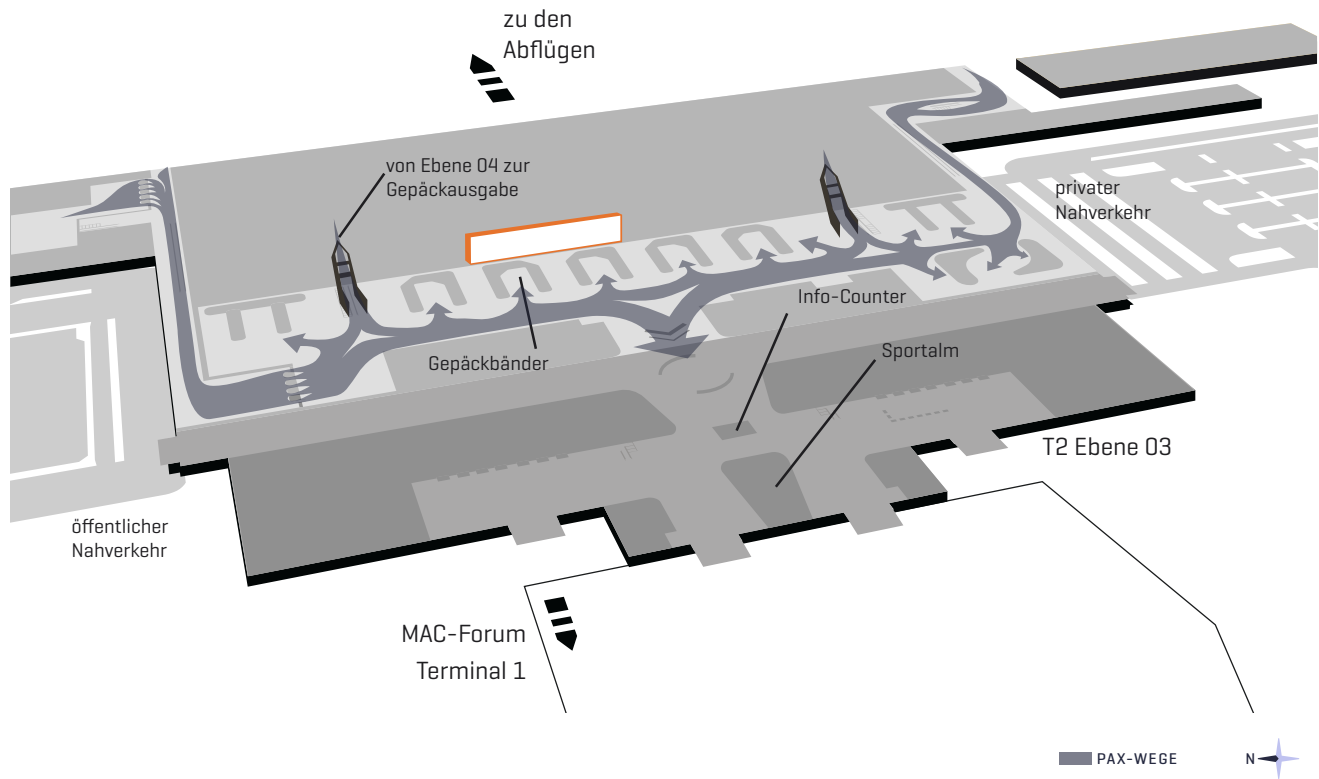 zu den
Abflügen
von Ebene 04 zur
Gepäckausgabe
privater
Nahverkehr
Info-Counter
Gepäckbänder
Sportalm
T2 Ebene 03
öffentlicher
Nahverkehr
MAC-Forum
Terminal 1
PAX-WEGE
N